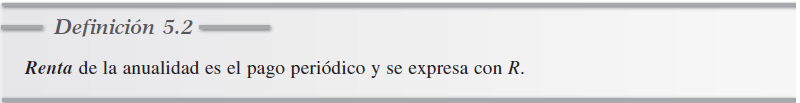 Definición 5.2
Renta de la anualidad es el pago periódico y se expresa con R.